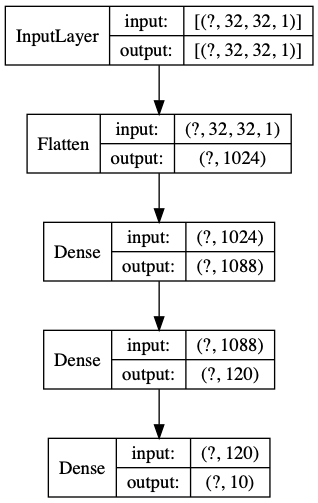 InputLayer
input: [(?, 32, 32, 1)]
output: [(?, 32, 32, 1)]
Flatten
input: (?, 32, 32, 1)
output: (?, 1024)
Dense
input: (?, 1024)
output: (?, 1088)
Dense
input: (?, 1088)
output: (?, 120)
Dense
input: (?, 120)
output: (?, 10)